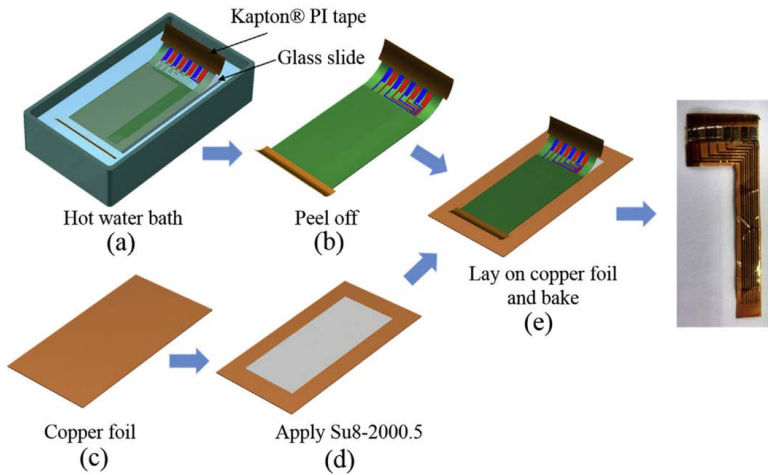 Kapton® PI tape
Glass slide
Hot water bath
(a)
Peel off
(b)
Lay on copper foil
and bake
(e)
Copper foil
(c)
Apply Su8-2000.5
(d)